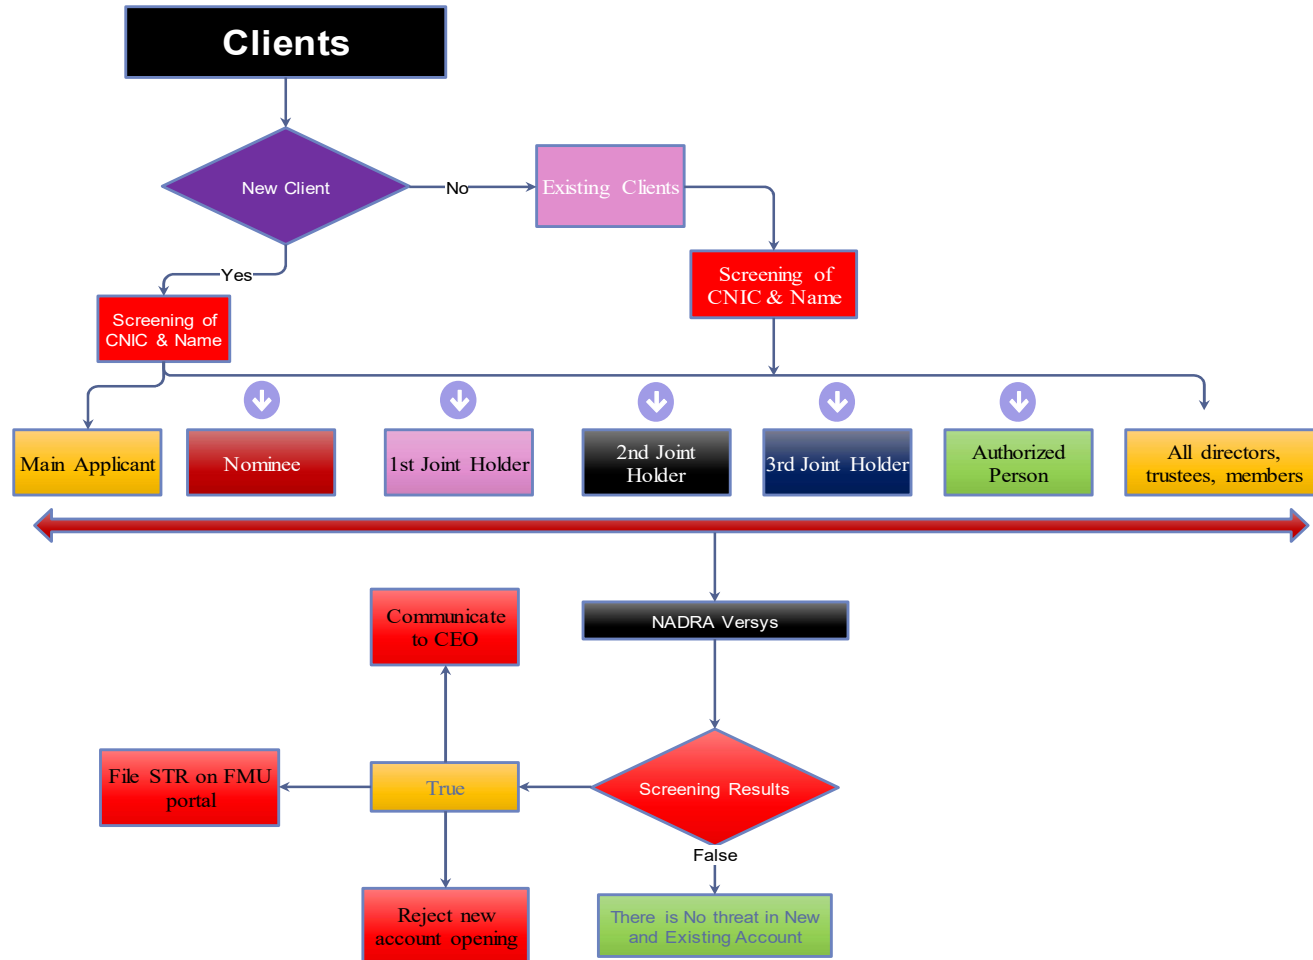 Clients
New Client
No
Existing Clients
Yes
Screening of
CNIC & Name
Screening of
CNIC & Name
Main Applicant
Nominee
1st Joint Holder
2nd Joint
Holder
3rd Joint Holder
Authorized
Person
All directors,
trustees, members
NADRA Versys
Communicate
to CEO
File STR on FMU
portal
True
Screening Results
False
Reject new
account opening
There is No threat in New
and Existing Account